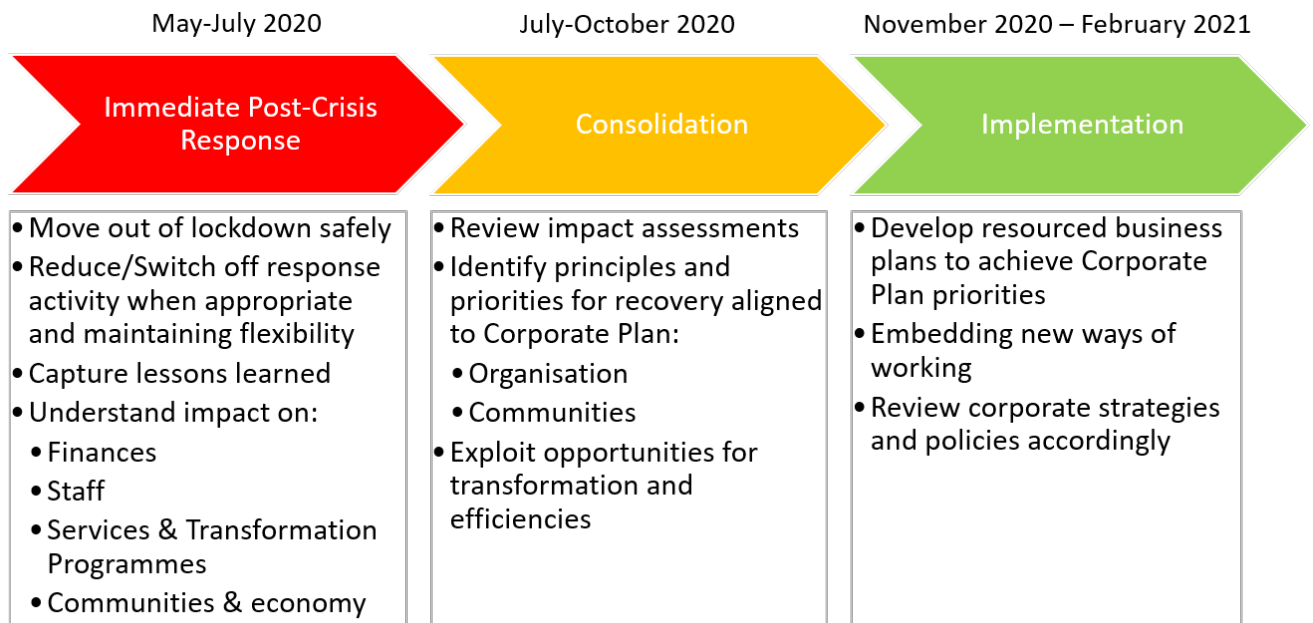 May-July 2020
July-October 2020
November 2020 – February 2021
Immediate Post-Crisis
Response
Consolidation
Implementation
• Move out of lockdown safely
• Reduce/Switch off response
activity when appropriate
and maintaining flexibility
• Capture lessons learned
• Understand impact on:
• Finances
• Staff
• Services & Transformation
Programmes
• Communities & economy
• Review impact assessments
• Identify principles and
priorities for recovery aligned
to Corporate Plan:
• Organisation
• Communities
• Exploit opportunities for
transformation and
efficiencies
• Develop resourced business
plans to achieve Corporate
Plan priorities
• Embedding new ways of
working
• Review corporate strategies
and policies accordingly